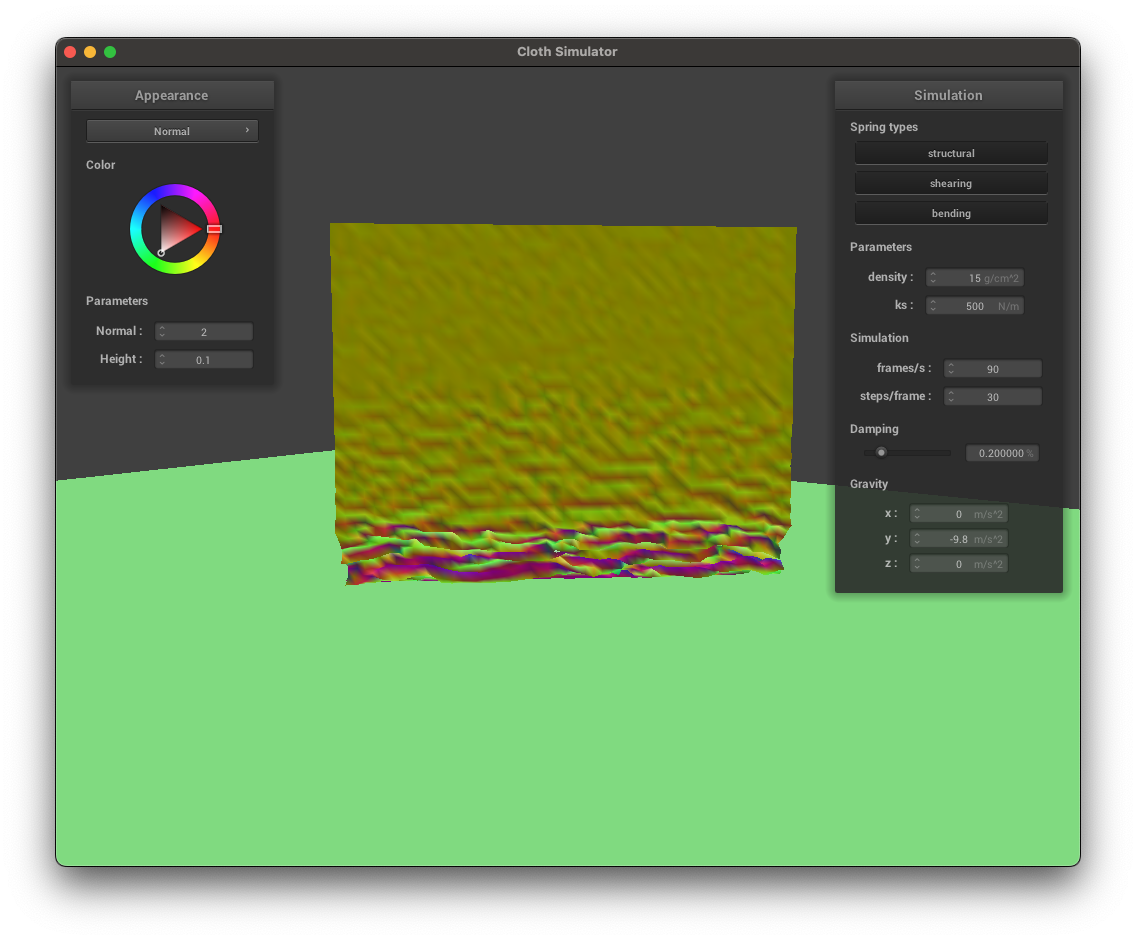 Cloth Simulator
Appearance
Normal ›
Color
Parameters
Normal : 2
Height : 0.1
Simulation
Spring types
structural
shearing
bending
Parameters
density : 15 g/cm^2
ks : 500 N/m
Simulation
frames/s : 90
steps/frame : 30
Damping
0.200000 %
Gravity
x : 0 m/s^2
y : -9.8 m/s^2
z : 0 m/s^2